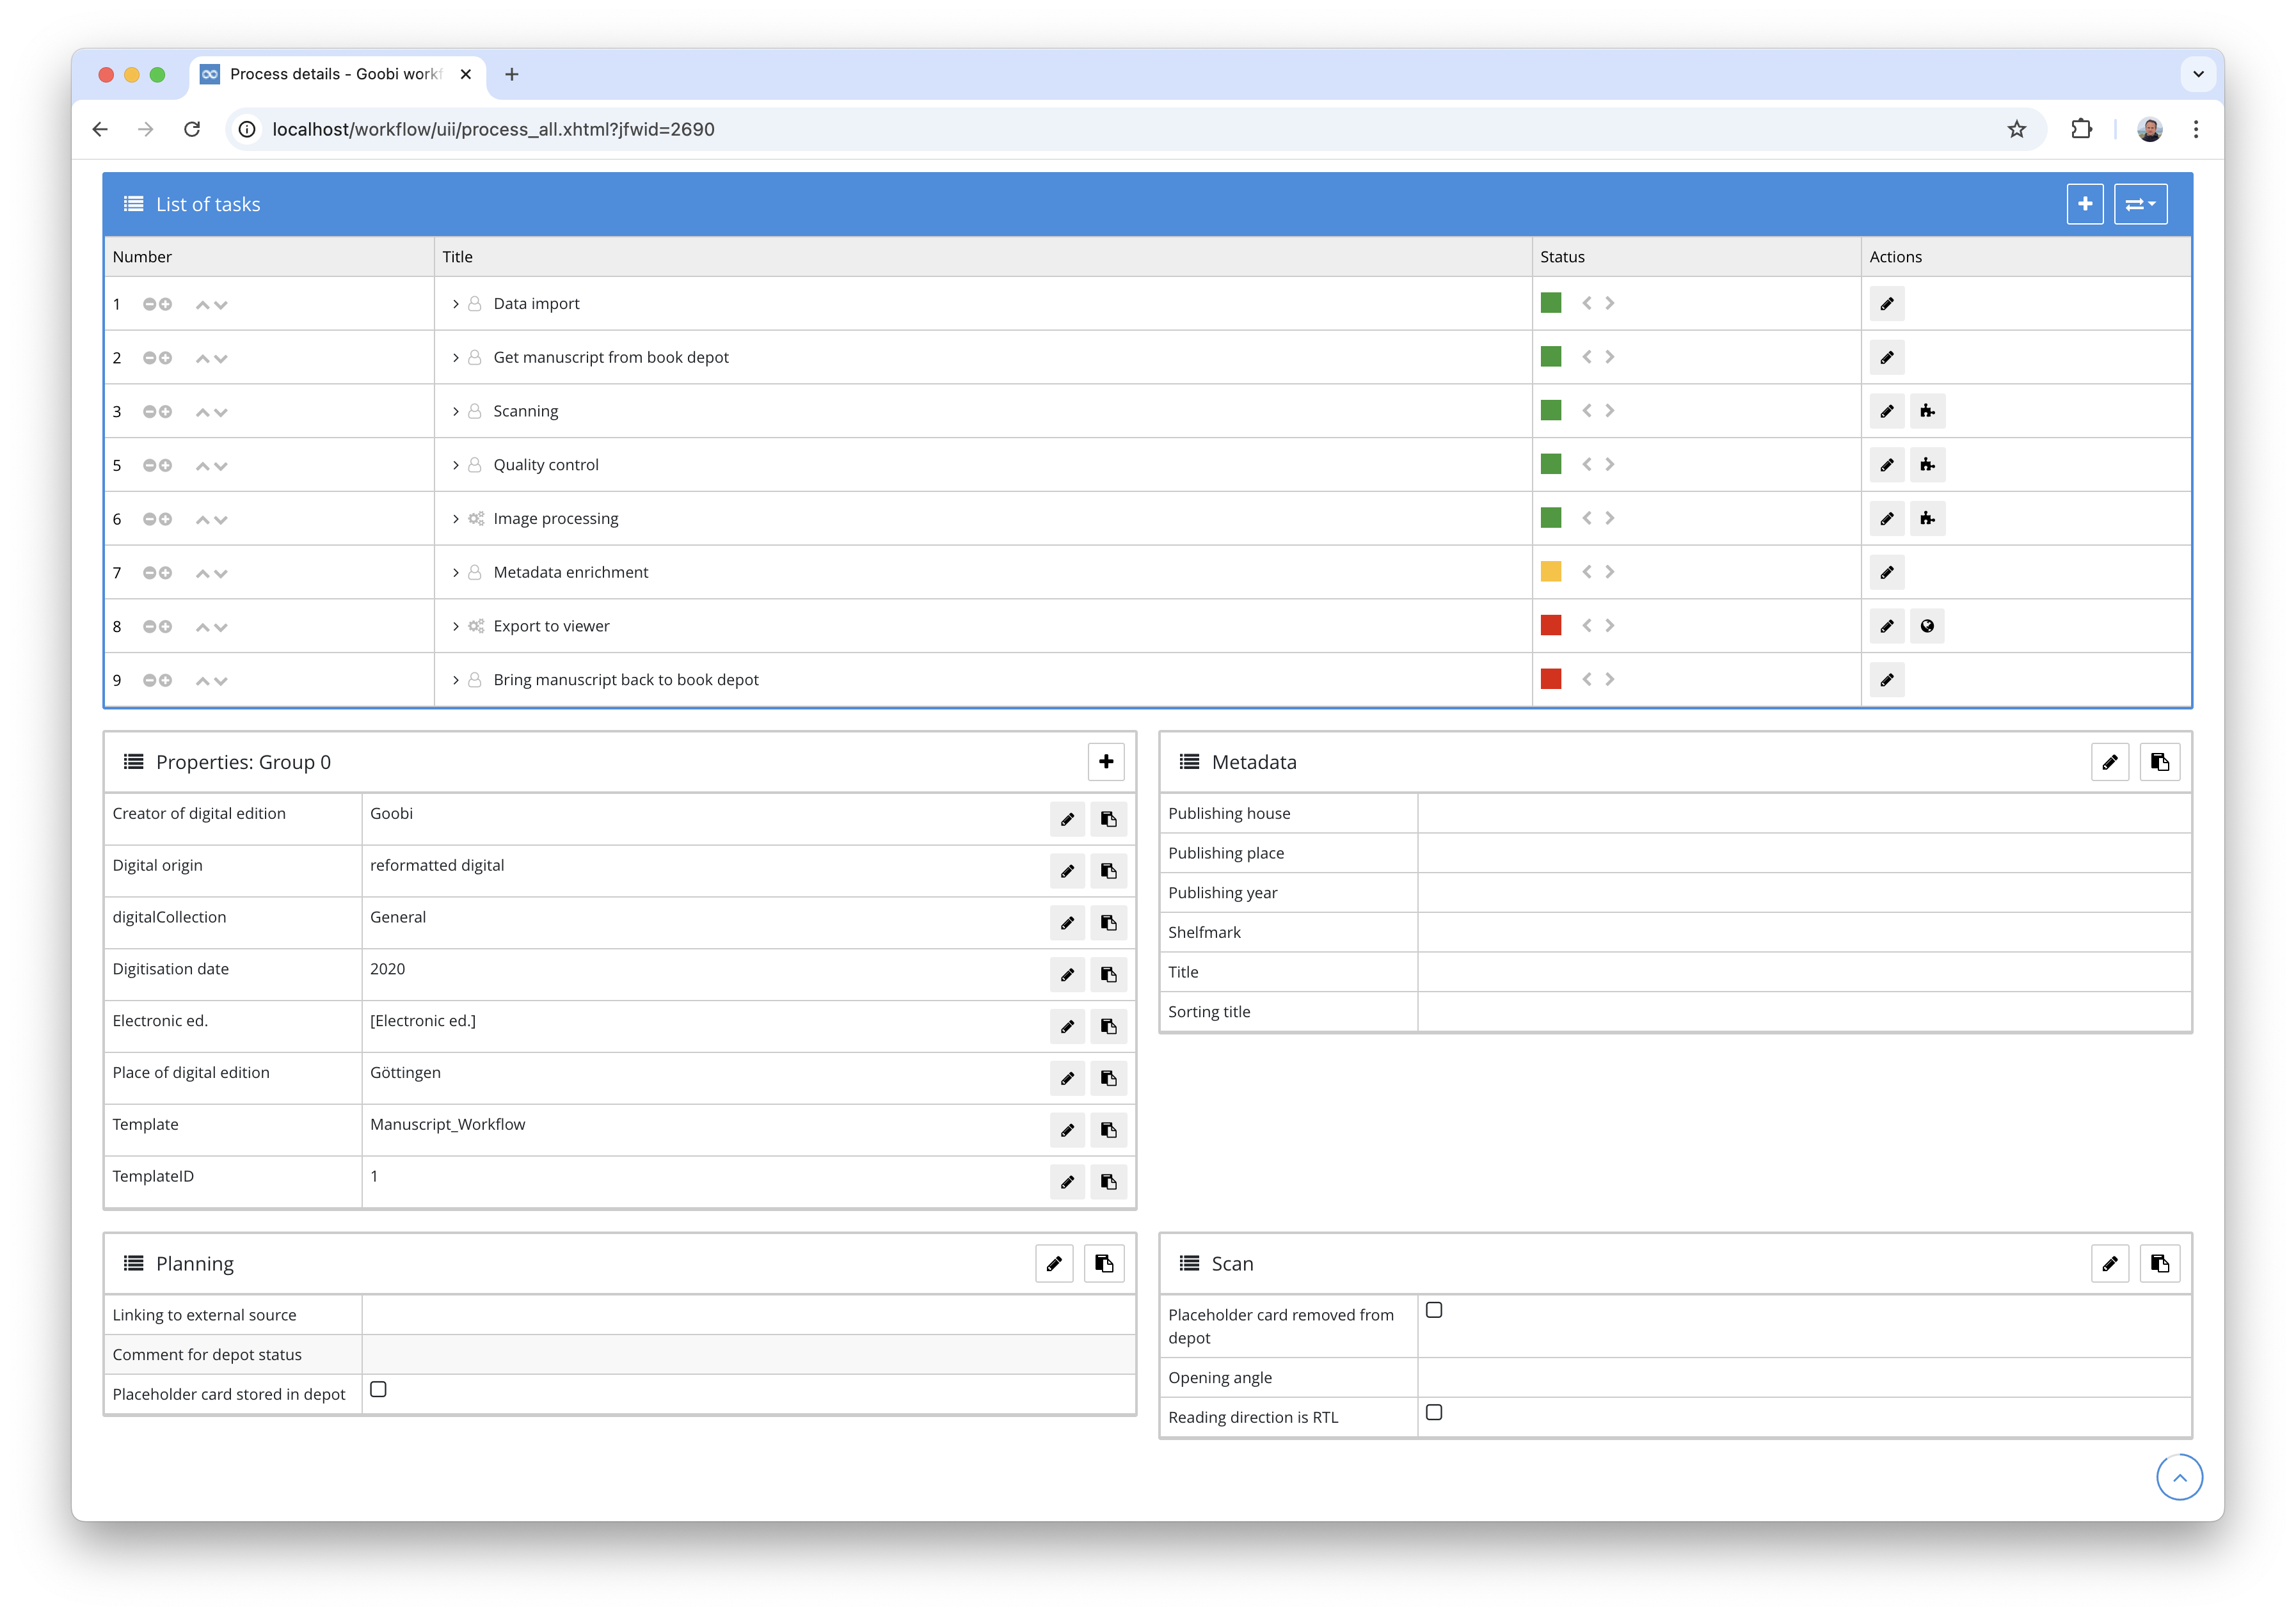 Process details - Goobi workf
localhost/workflow/uii/process_all.xhtml?jfwid=2690
List of tasks
Number Title Status Actions
1 Data import
2 Get manuscript from book depot
3 Scanning
5 Quality control
6 Image processing
7 Metadata enrichment
8 Export to viewer
9 Bring manuscript back to book depot
Properties: Group 0
Creator of digital edition Goobi
Digital origin reformatted digital
digitalCollection General
Digitisation date 2020
Electronic ed. [Electronic ed.]
Place of digital edition Göttingen
Template Manuscript_Workflow
TemplateID 1
Metadata
Publishing house
Publishing place
Publishing year
Shelfmark
Title
Sorting title
Planning
Linking to external source
Comment for depot status
Placeholder card stored in depot
Scan
Placeholder card removed from
depot
Opening angle
Reading direction is RTL